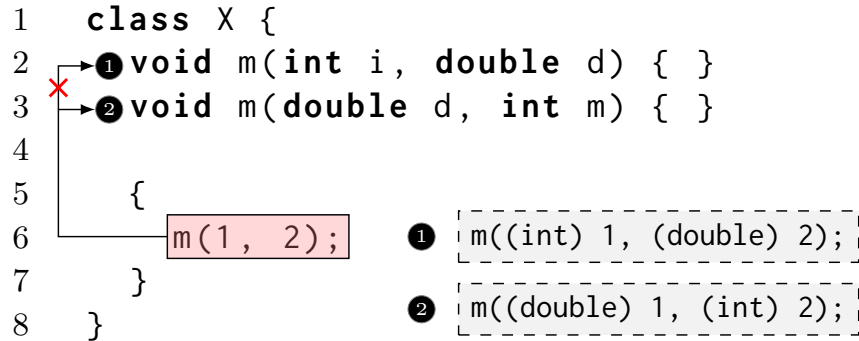 1 class X {
2 ❶ void m(int i, double d) { }
3 ❷ void m(double d, int m) { }
4
5 {
6 m(1, 2); ❶ m((int) 1, (double) 2);
7 }
❷ m((double) 1, (int) 2);
8 }